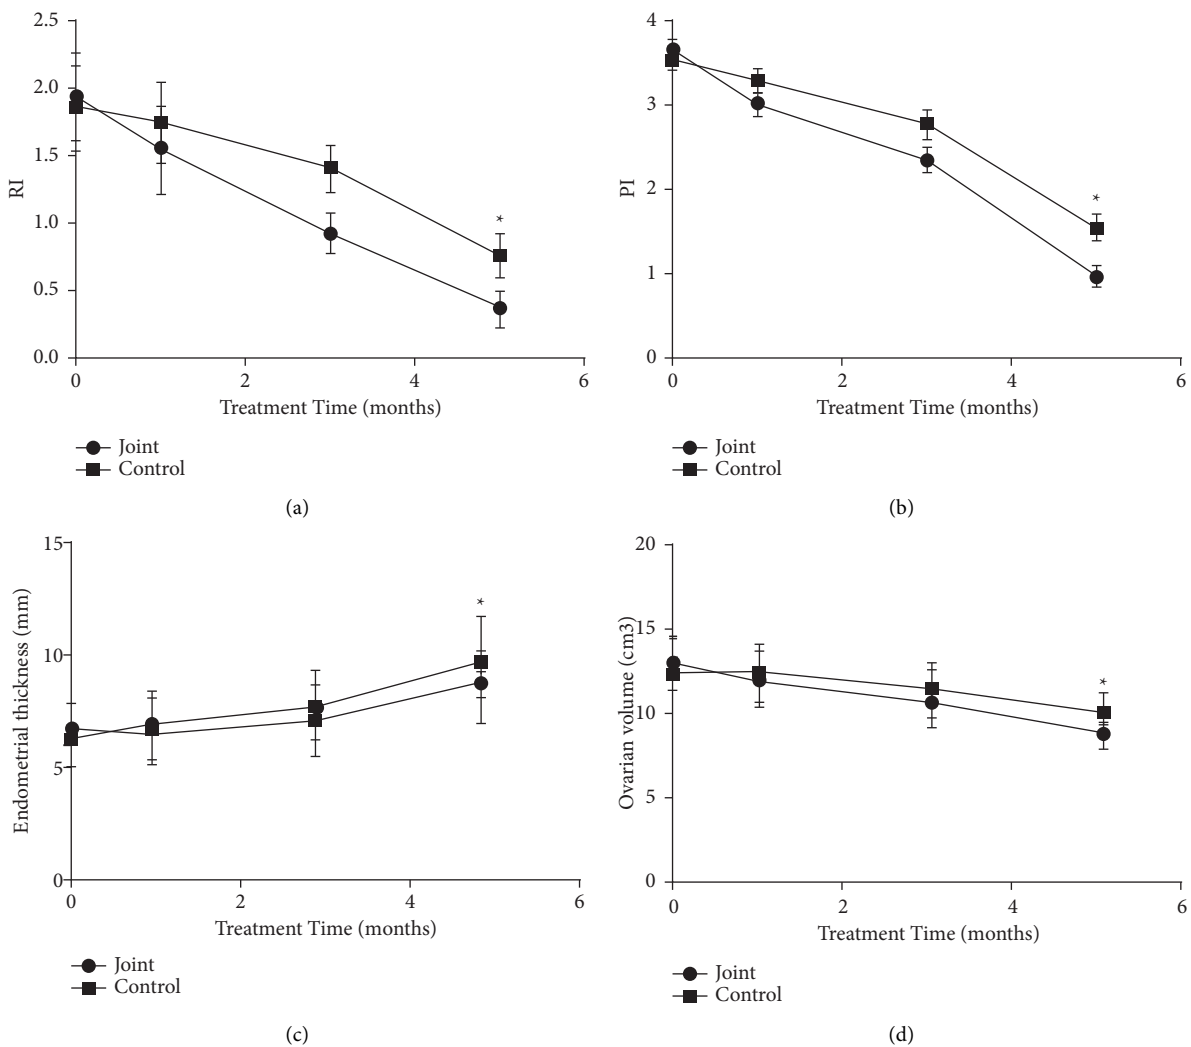 2.5
2.0
1.5
1.0
0.5
0.0
RI
*
0 2 4 6
Treatment Time (months)
Joint
Control
(a)
4
3
2
1
0
PI
*
0 2 4 6
Treatment Time (months)
Joint
Control
(b)
15
10
5
0
Endometrial thickness (mm)
*
0 2 4 6
Treatment Time (months)
Joint
Control
(c)
20
15
10
5
0
Ovarian volume (cm3)
*
0 2 4 6
Treatment Time (months)
Joint
Control
(d)